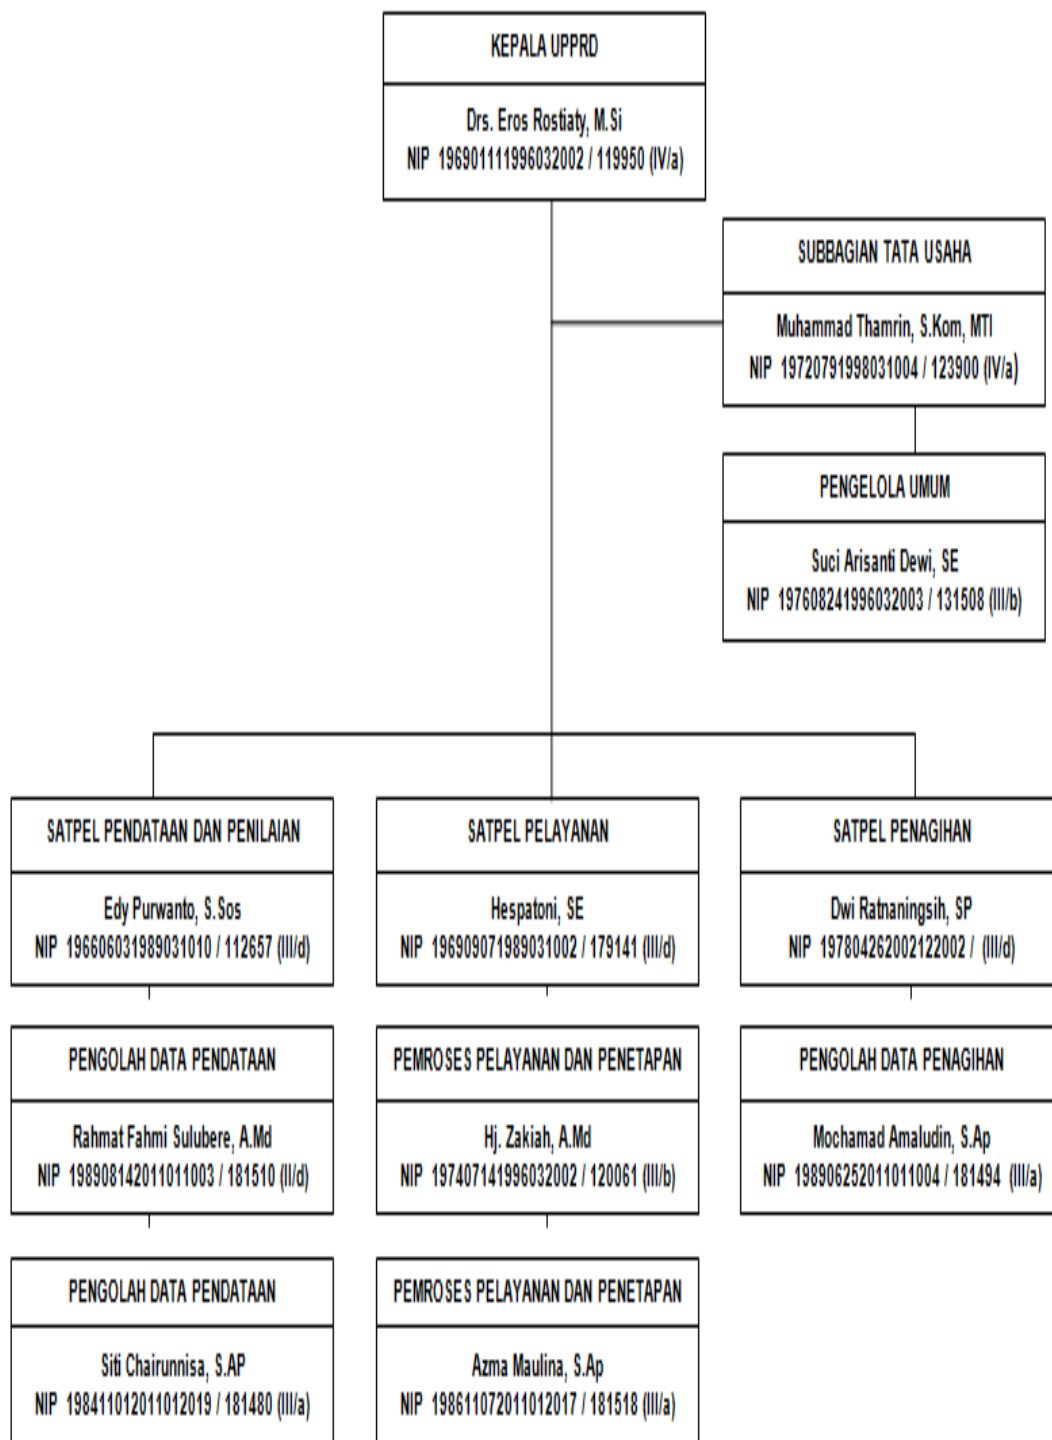 KEPALA UPPRD
Drs. Eros Rostiaty, M.Si
NIP 196901111996032002 / 119950 (IV/a)
SUBBAGIAN TATA USAHA
Muhammad Thamrin, S.Kom, MTI
NIP 19720791998031004 / 123900 (IV/a)
PENGELOLA UMUM
Suci Arisanti Dewi, SE
NIP 197608241996032003 / 131508 (III/b)
SATPEL PENDATAAN DAN PENILAIAN
Edy Purwanto, S.Sos
NIP 196606031989031010 / 112657 (III/d)
SATPEL PELAYANAN
Hespatoni, SE
NIP 196909071989031002 / 179141 (III/d)
SATPEL PENAGIHAN
Dwi Ratnaningsih, SP
NIP 197804262002122002 / (III/d)
PENGOLAH DATA PENDATAAN
Rahmat Fahmi Sulubere, A.Md
NIP 198908142011011003 / 181510 (II/d)
PEMROSES PELAYANAN DAN PENETAPAN
Hj. Zakiah, A.Md
NIP 197407141996032002 / 120061 (III/b)
PENGOLAH DATA PENAGIHAN
Mochamad Amaludin, S.Ap
NIP 198906252011011004 / 181494 (III/a)
PENGOLAH DATA PENDATAAN
Siti Chairunnisa, S.AP
NIP 198411012011012019 / 181480 (III/a)
PEMROSES PELAYANAN DAN PENETAPAN
Azma Maulina, S.Ap
NIP 198611072011012017 / 181518 (III/a)